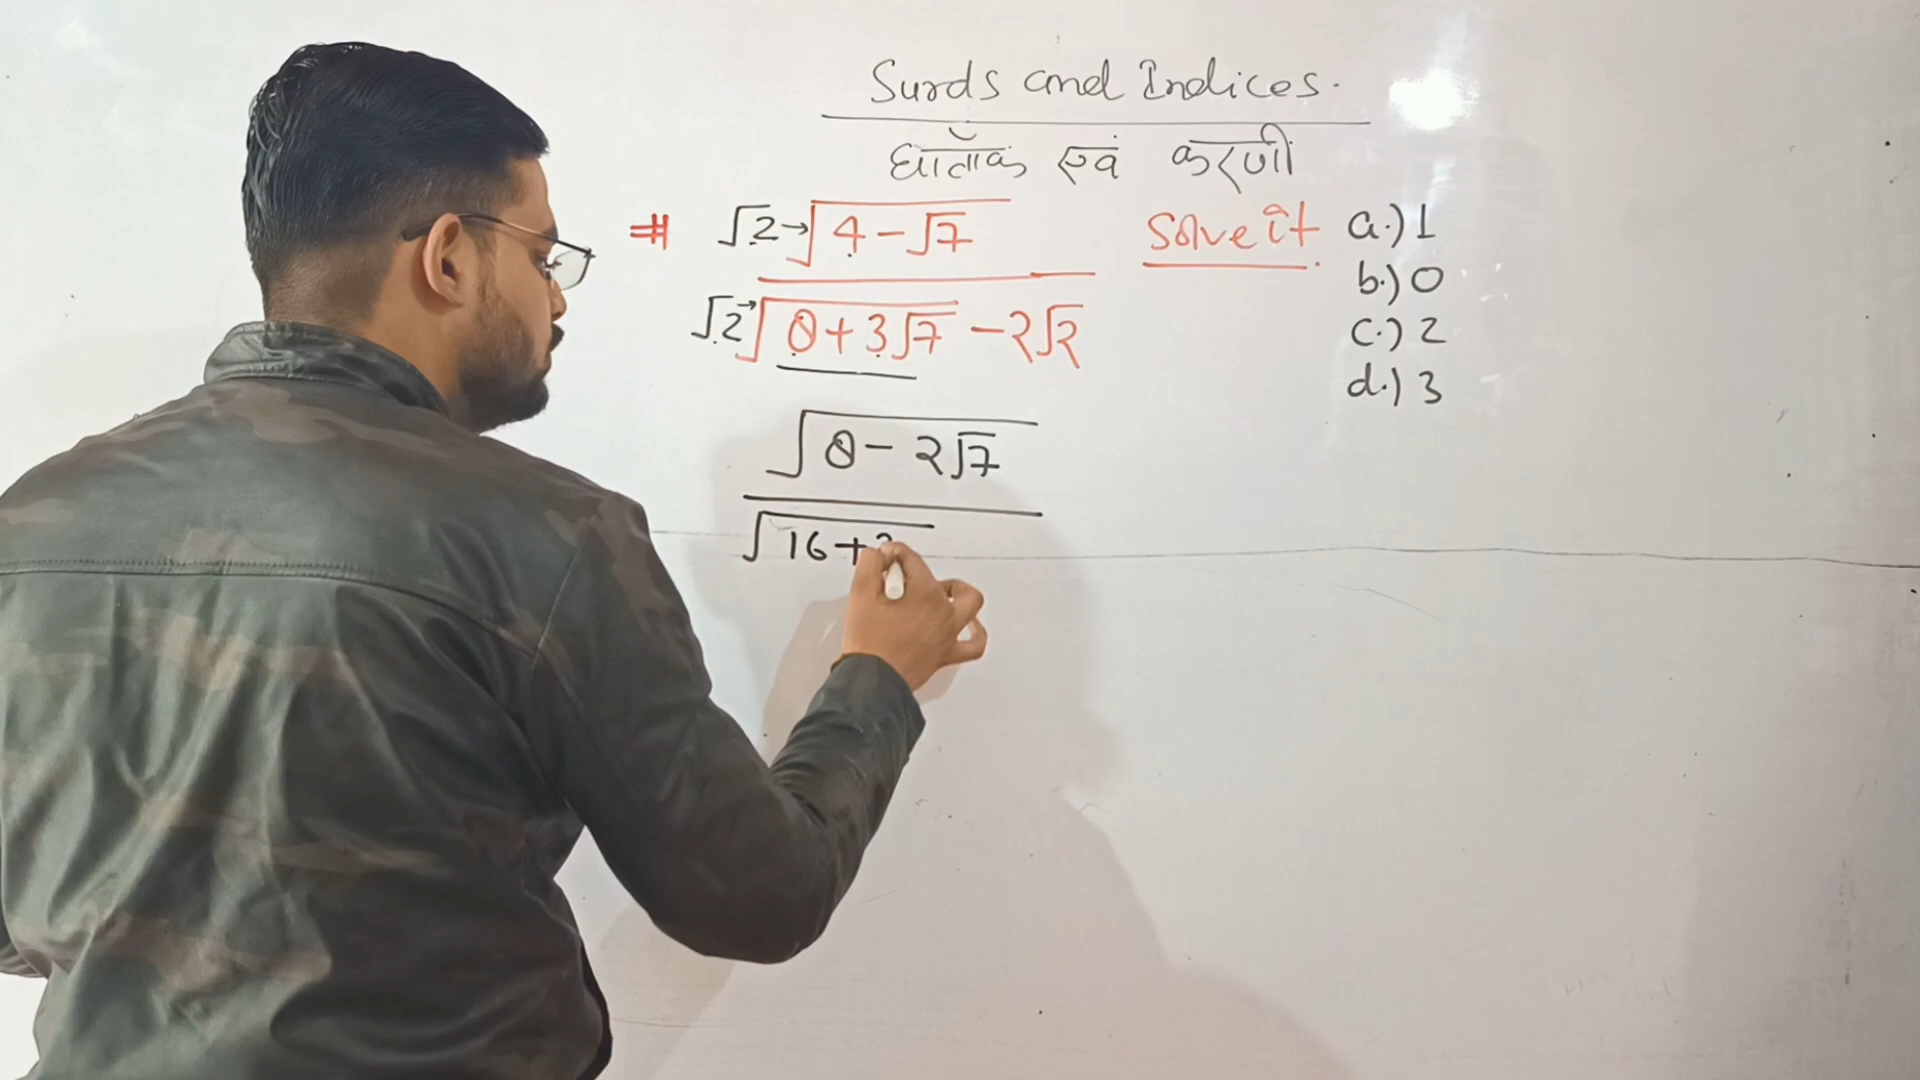 Surds and Indices.
घाताँक एवं करणी
# √2→√4-√7 Solve it. a.) 1
b.) 0
√2→√8+3√7 -2√2 c.) 2
d.) 3
√8-2√7
√16+